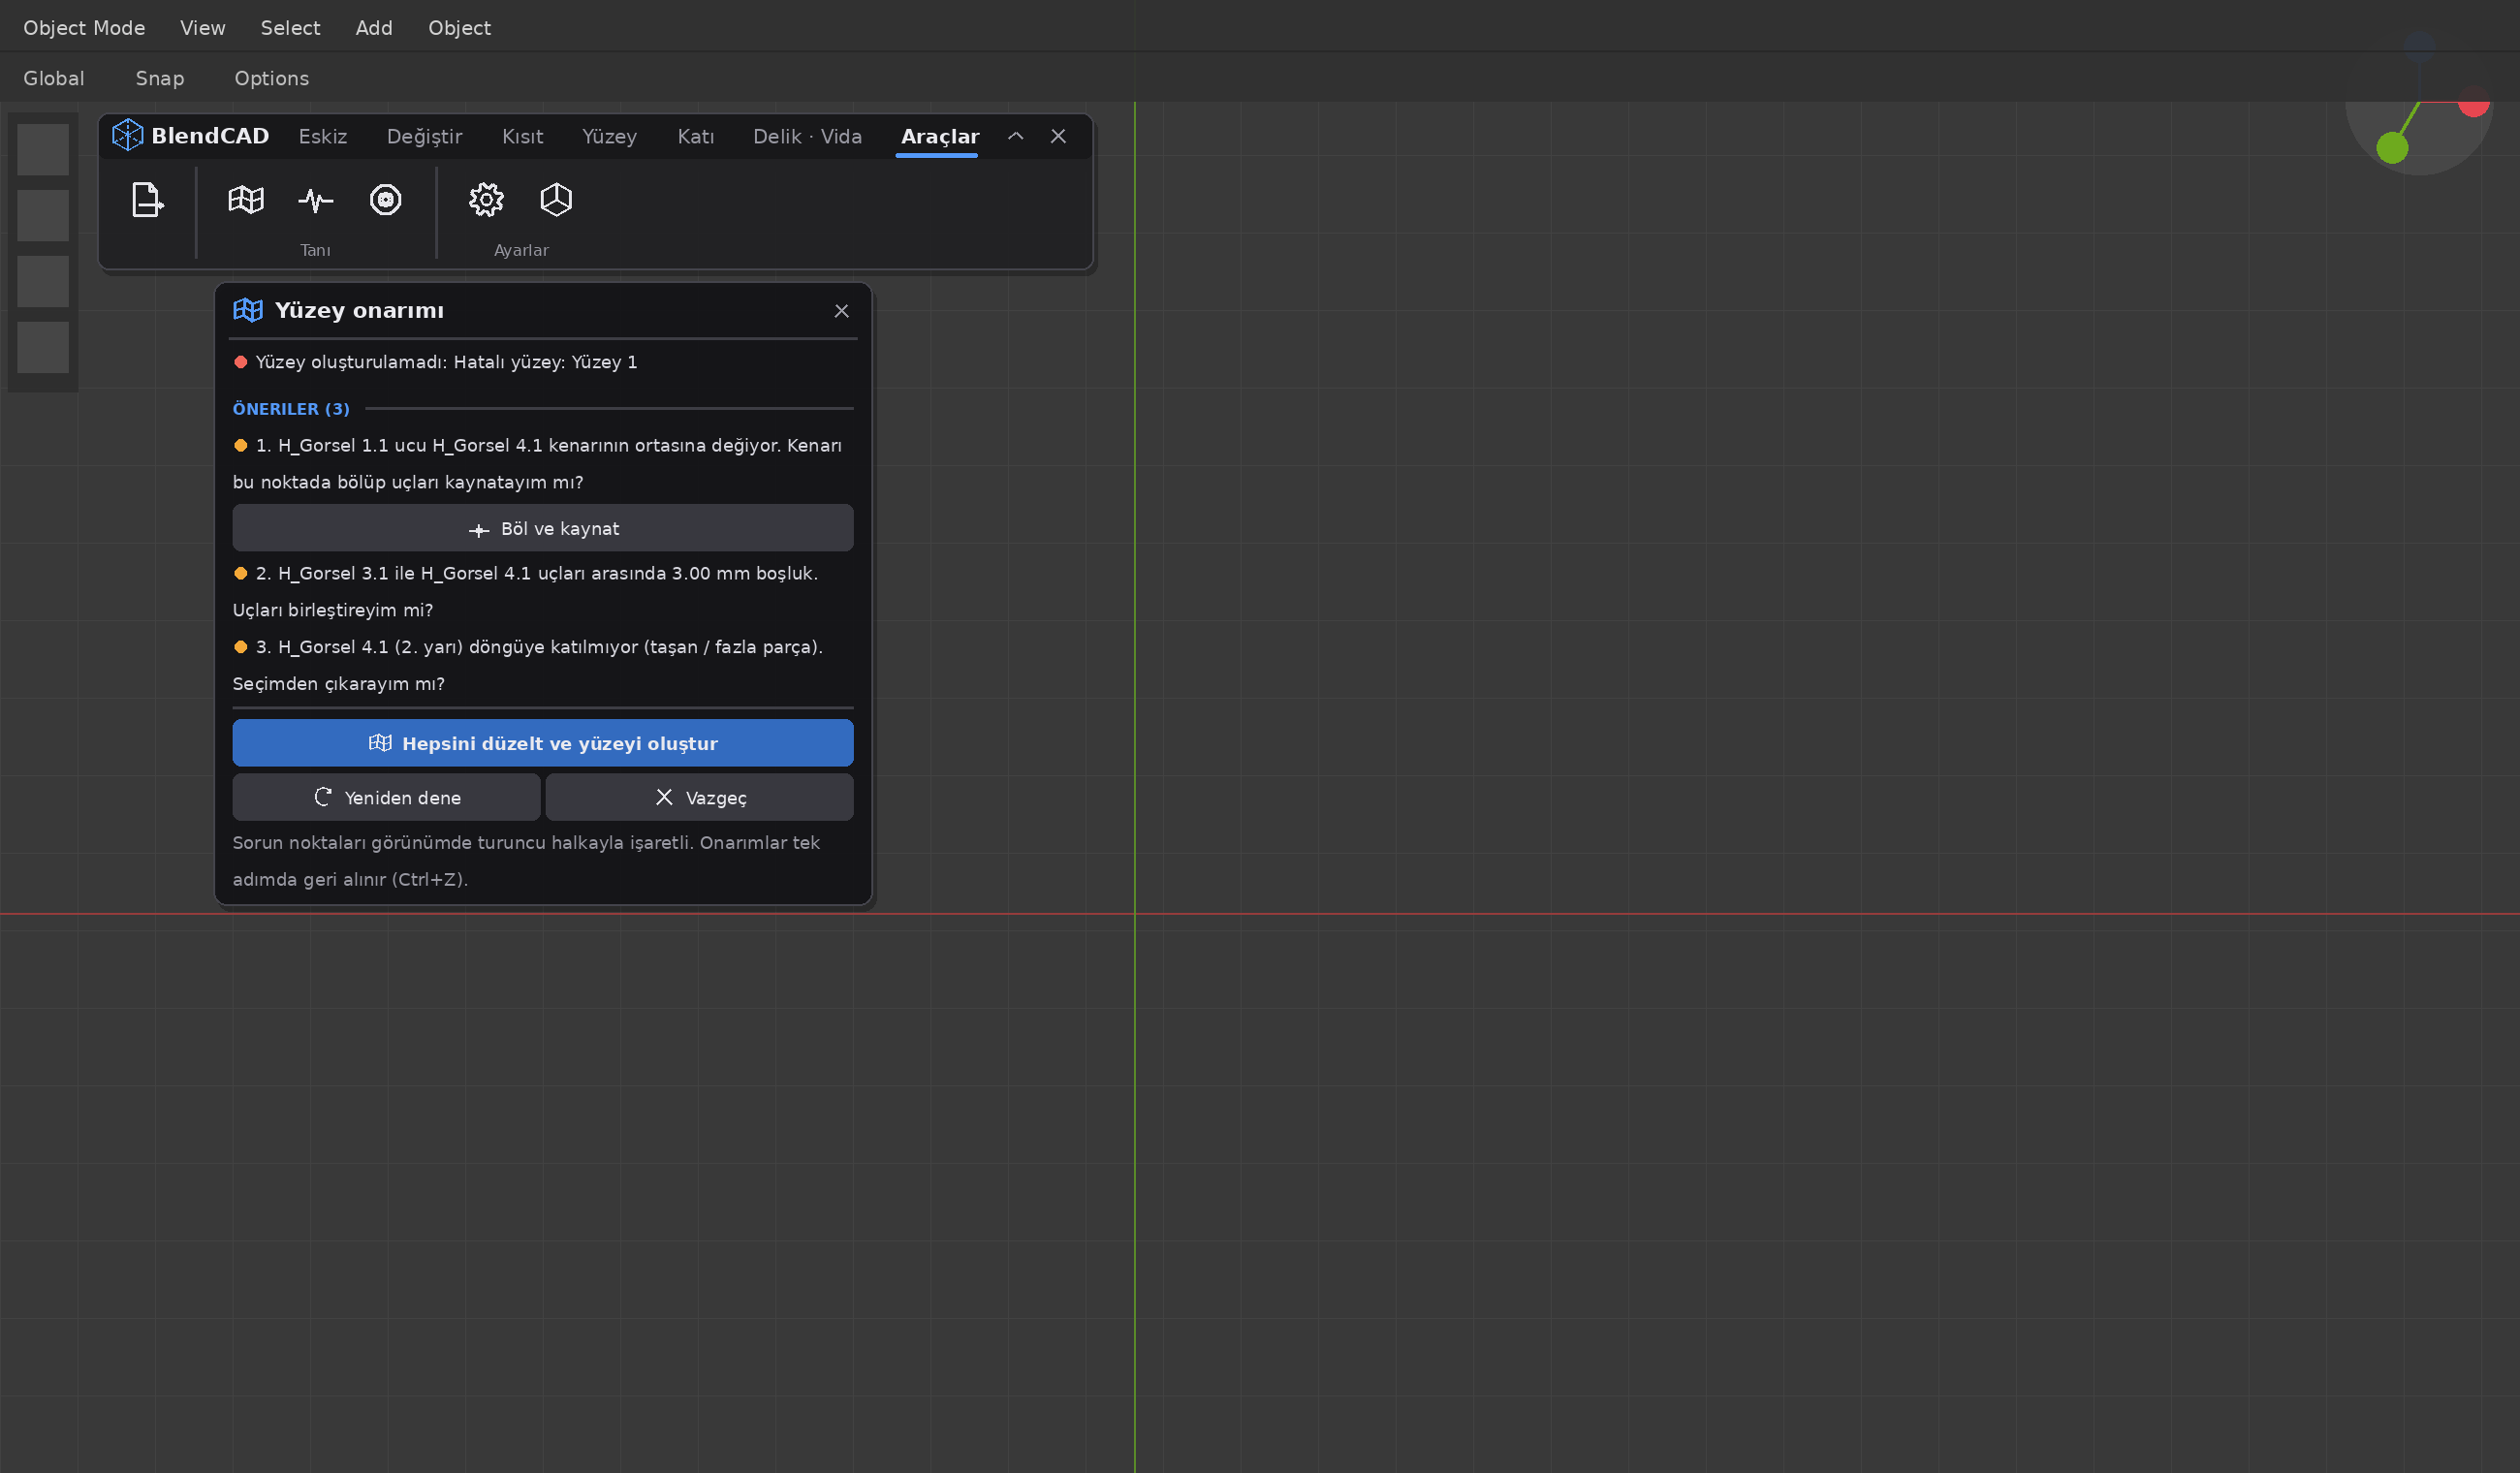 Object Mode View Select Add Object
Global Snap Options
BlendCAD Eskiz Değiştir Kısıt Yüzey Katı Delik · Vida Araçlar
Tanı Ayarlar
Yüzey onarımı
Yüzey oluşturulamadı: Hatalı yüzey: Yüzey 1
ÖNERILER (3)
1. H_Gorsel 1.1 ucu H_Gorsel 4.1 kenarının ortasına değiyor. Kenarı
bu noktada bölüp uçları kaynatayım mı?
Böl ve kaynat
2. H_Gorsel 3.1 ile H_Gorsel 4.1 uçları arasında 3.00 mm boşluk.
Uçları birleştireyim mi?
3. H_Gorsel 4.1 (2. yarı) döngüye katılmıyor (taşan / fazla parça).
Seçimden çıkarayım mı?
Hepsini düzelt ve yüzeyi oluştur
Yeniden dene Vazgeç
Sorun noktaları görünümde turuncu halkayla işaretli. Onarımlar tek
adımda geri alınır (Ctrl+Z).